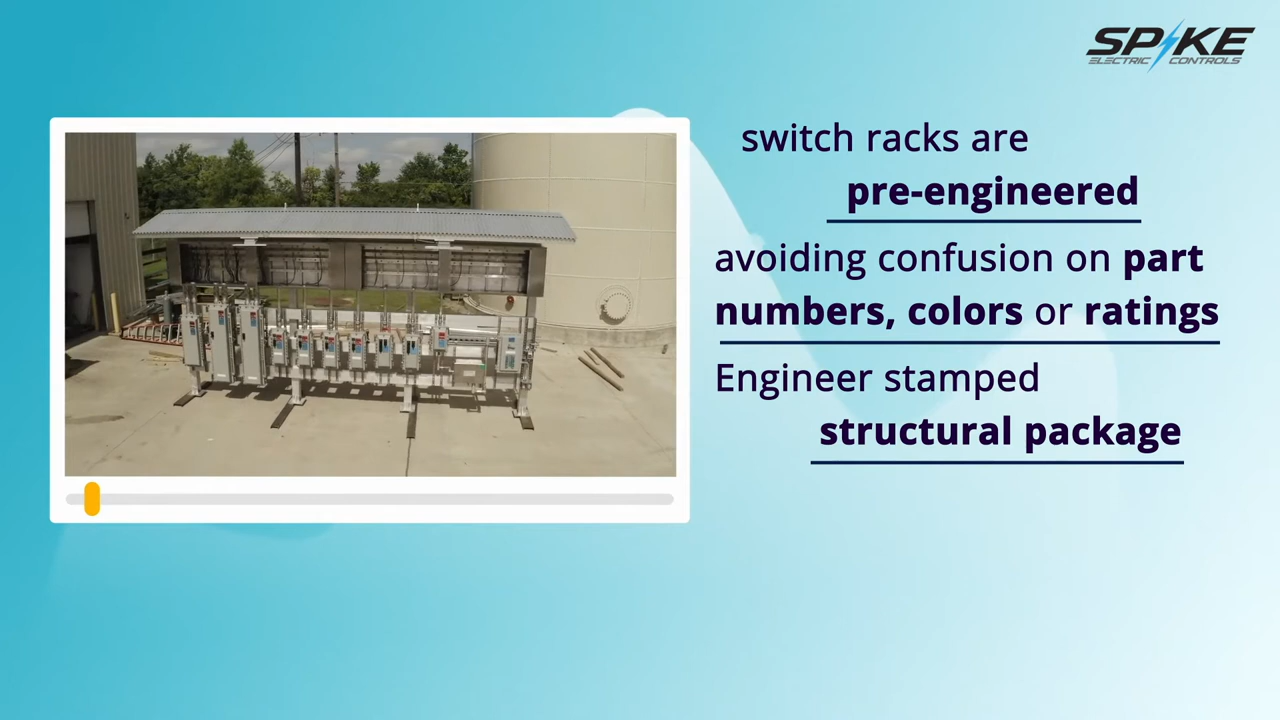 SPIKE
ELECTRIC CONTROLS
switch racks are
pre-engineered
avoiding confusion on part
numbers, colors or ratings
Engineer stamped
structural package